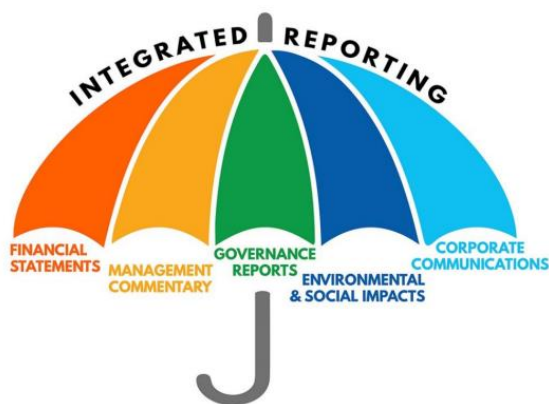 INTEGRATED REPORTING
FINANCIAL
STATEMENTS
MANAGEMENT
COMMENTARY
GOVERNANCE
REPORTS
ENVIRONMENTAL
& SOCIAL IMPACTS
CORPORATE
COMMUNICATIONS